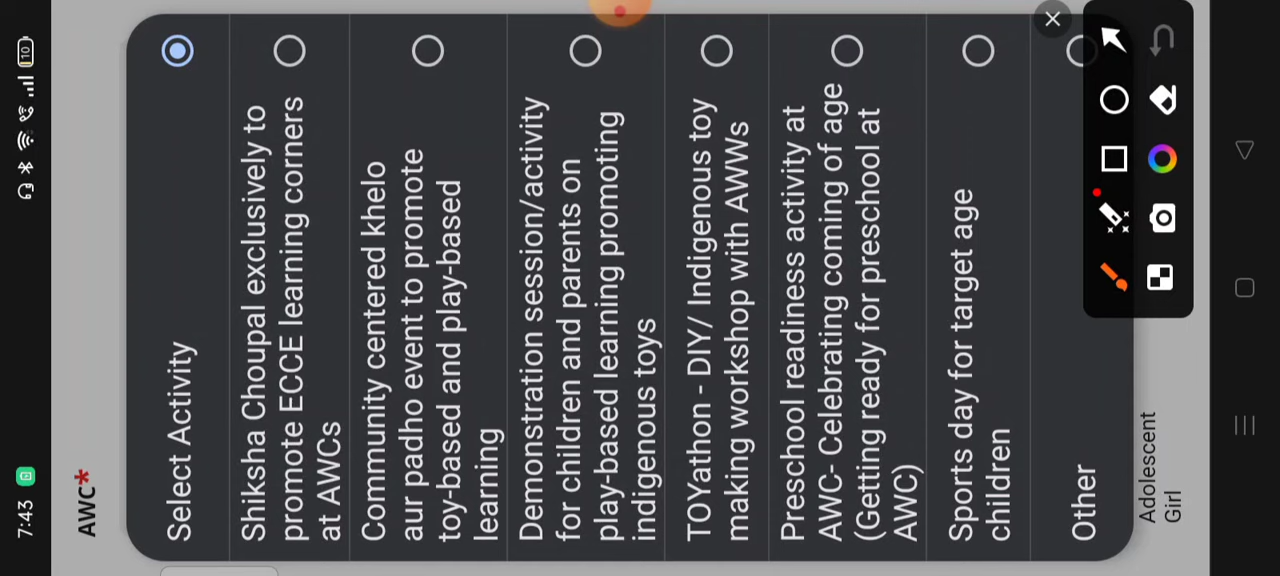 7:43
10
AWC*
Select Activity
Shiksha Choupal exclusively to
promote ECCE learning corners
at AWCs
Community centered khelo
aur padho event to promote
toy-based and play-based
learning
Demonstration session/activity
for children and parents on
play-based learning promoting
indigenous toys
TOYathon - DIY/ Indigenous toy
making workshop with AWWs
Preschool readiness activity at
AWC- Celebrating coming of age
(Getting ready for preschool at
AWC)
Sports day for target age
children
Other
Adolescent
Girl